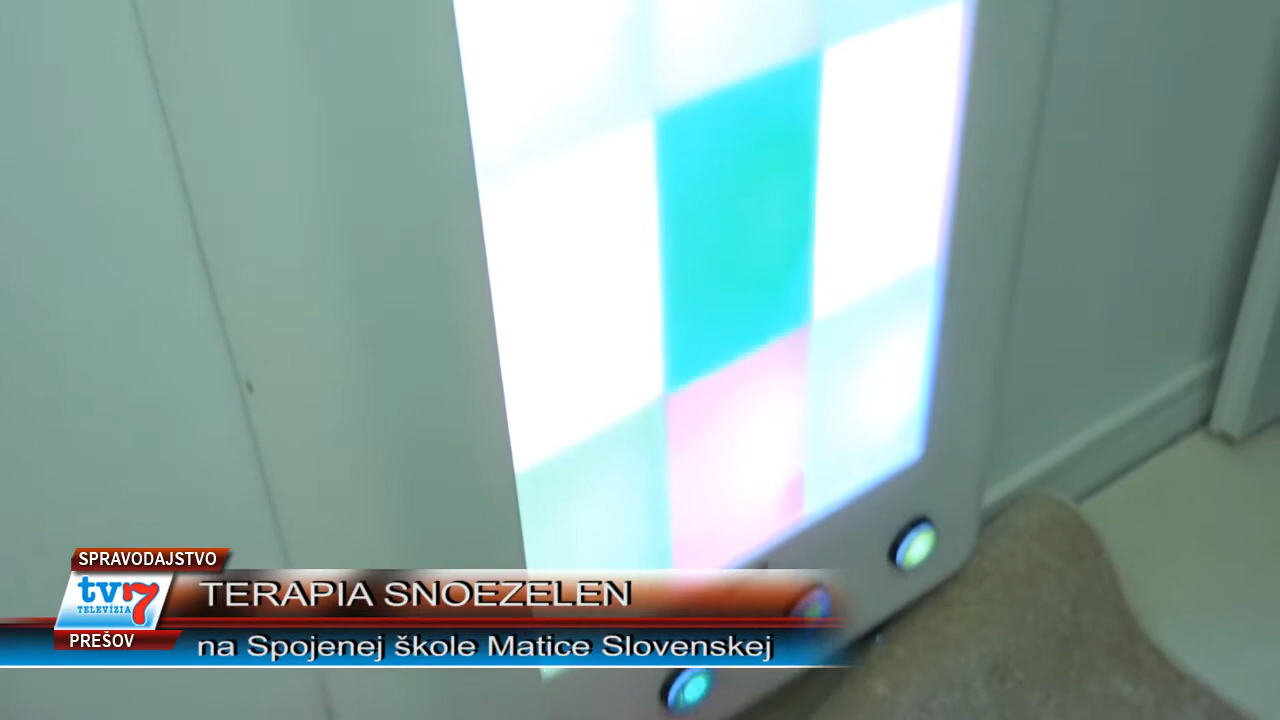 SPRAVODAJSTVO
tv7
TELEVÍZIA
PREŠOV
TERAPIA SNOEZELEN
na Spojenej škole Matice Slovenskej